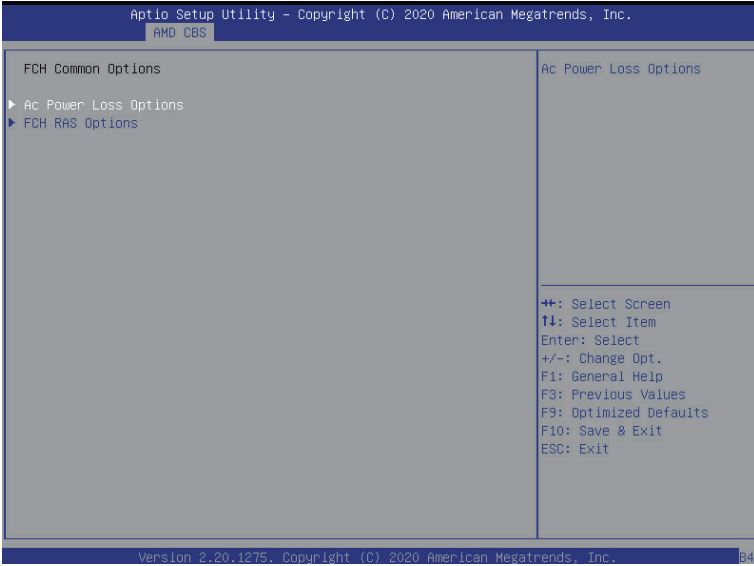 Aptio Setup Utility – Copyright (C) 2020 American Megatrends, Inc.
AMD CBS
FCH Common Options
Ac Power Loss Options
FCH RAS Options
Ac Power Loss Options
→←: Select Screen
↑↓: Select Item
Enter: Select
+/-: Change Opt.
F1: General Help
F3: Previous Values
F9: Optimized Defaults
F10: Save & Exit
ESC: Exit
Version 2.20.1275. Copyright (C) 2020 American Megatrends, Inc.
B4